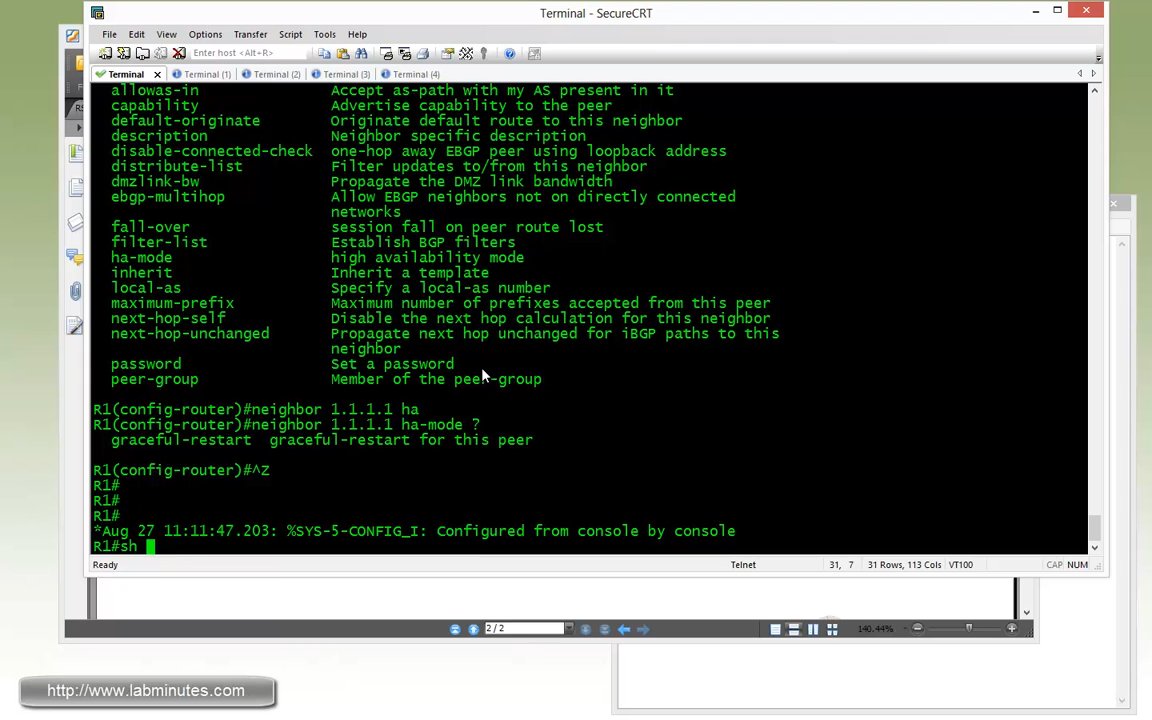 Terminal - SecureCRT
File Edit View Options Transfer Script Tools Help
Enter host <Alt+R>
Terminal Terminal (1) Terminal (2) Terminal (3) Terminal (4)
allowas-in Accept as-path with my AS present in it
capability Advertise capability to the peer
default-originate Originate default route to this neighbor
description Neighbor specific description
disable-connected-check one-hop away EBGP peer using loopback address
distribute-list Filter updates to/from this neighbor
dmzlink-bw Propagate the DMZ link bandwidth
ebgp-multihop Allow EBGP neighbors not on directly connected
networks
fall-over session fall on peer route lost
filter-list Establish BGP filters
ha-mode high availability mode
inherit Inherit a template
local-as Specify a local-as number
maximum-prefix Maximum number of prefixes accepted from this peer
next-hop-self Disable the next hop calculation for this neighbor
next-hop-unchanged Propagate next hop unchanged for iBGP paths to this
neighbor
password Set a password
peer-group Member of the peer-group
R1(config-router)#neighbor 1.1.1.1 ha
R1(config-router)#neighbor 1.1.1.1 ha-mode ?
graceful-restart graceful-restart for this peer
R1(config-router)#^Z
R1#
R1#
R1#
*Aug 27 11:11:47.203: %SYS-5-CONFIG_I: Configured from console by console
R1#sh
Ready Telnet 31, 7 31 Rows, 113 Cols VT100 CAP NUM
2 / 2 140.44%
http://www.labminutes.com